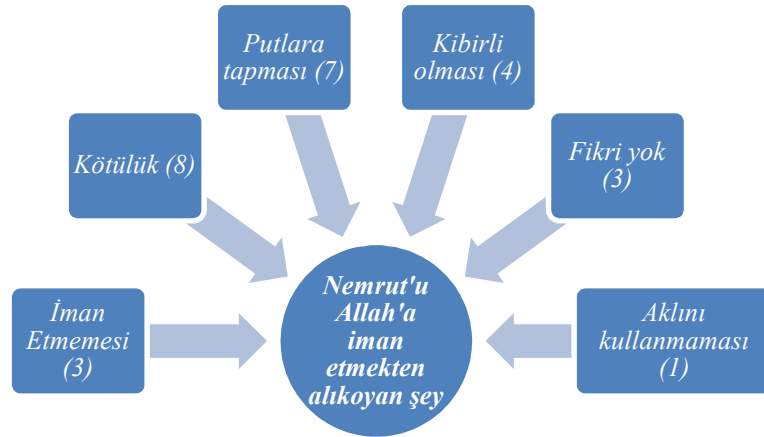 Putlara
tapması (7)
Kibirli
olması (4)
Kötülük (8)
Fikri yok
(3)
İman
Etmemesi
(3)
Nemrut'u
Allah'a
iman
etmekten
alıkoyan şey
Aklını
kullanmaması
(1)